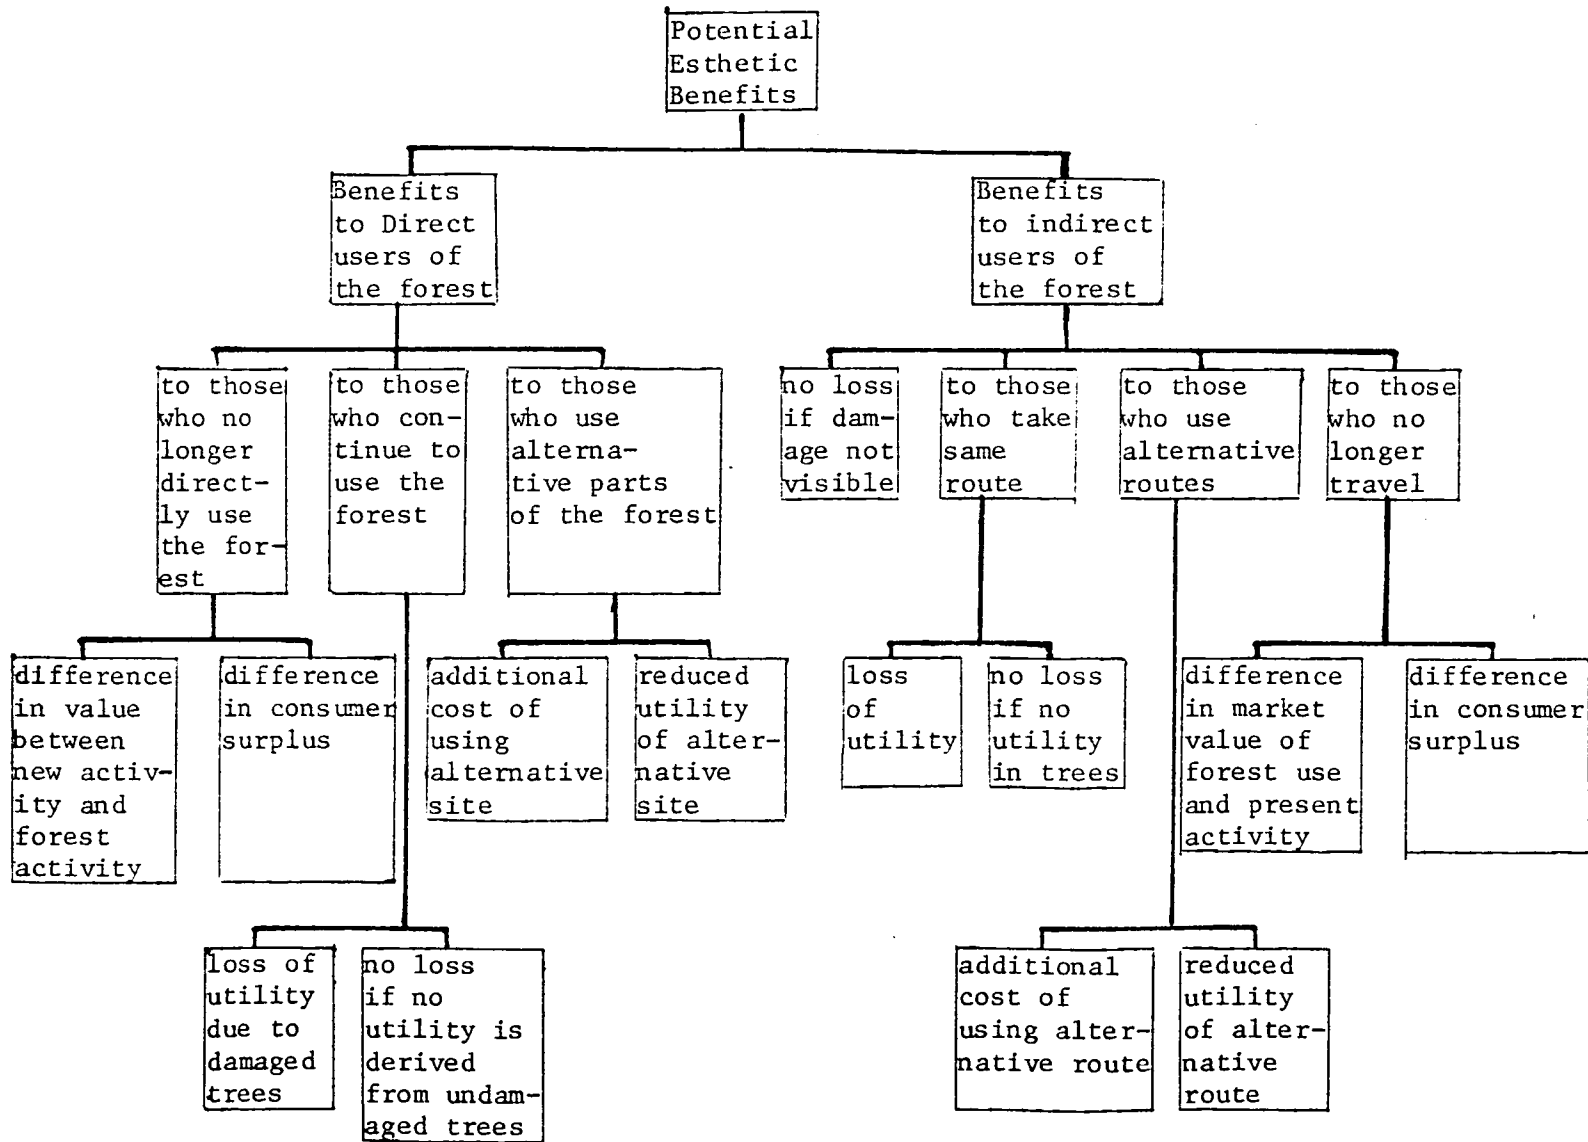 Potential
Esthetic
Benefits
Benefits
to Direct
users of
the forest
Benefits
to indirect
users of
the forest
to those
who no
longer
direct-
ly use
the for-
est
to those
who con-
tinue to
use the
forest
to those
who use
alterna-
tive parts
of the forest
no loss
if dam-
age not
visible
to those
who take
same
route
to those
who use
alternative
routes
to those
who no
longer
travel
difference
in value
between
new activ-
ity and
forest
activity
difference
in consumer
surplus
additional
cost of
using
alternative
site
reduced
utility
of alter-
native
site
loss
of
utility
no loss
if no
utility
in trees
difference
in market
value of
forest use
and present
activity
difference
in consumer
surplus
loss of
utility
due to
damaged
trees
no loss
if no
utility is
derived
from undam-
aged trees
additional
cost of
using alter-
native route
reduced
utility
of alter-
native
route